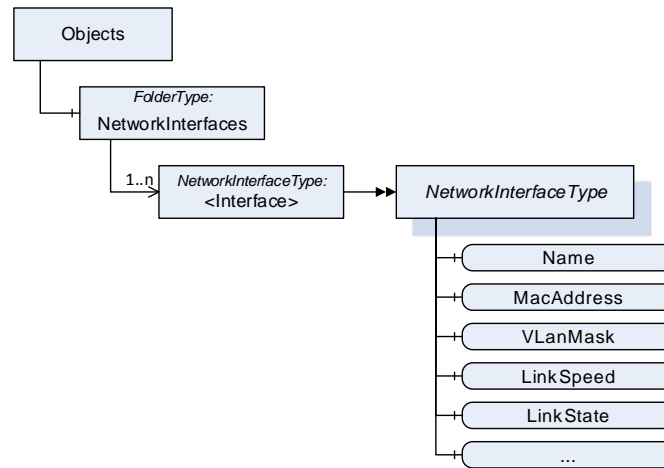 Objects
FolderType:
NetworkInterfaces
1..n
NetworkInterfaceType:
<Interface>
NetworkInterfaceType
Name
MacAddress
VLanMask
LinkSpeed
LinkState
...